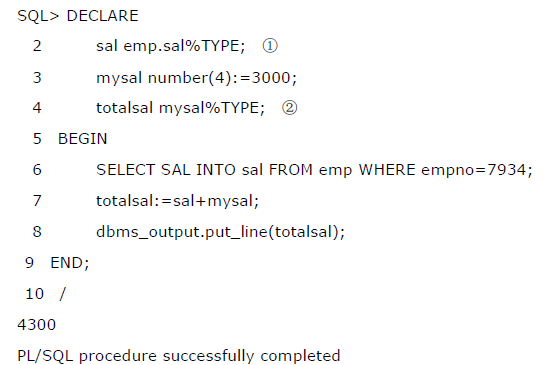 SQL> DECLARE
2 sal emp.sal%TYPE; ①
3 mysal number(4):=3000;
4 totalsal mysal%TYPE; ②
5 BEGIN
6 SELECT SAL INTO sal FROM emp WHERE empno=7934;
7 totalsal:=sal+mysal;
8 dbms_output.put_line(totalsal);
9 END;
10 /
4300
PL/SQL procedure successfully completed